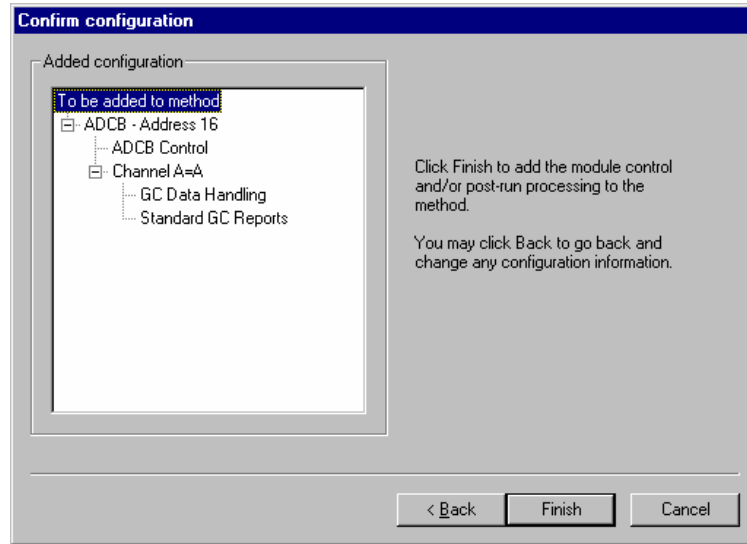 Confirm configuration
Added configuration
To be added to method
ADCB - Address 16
ADCB Control
Channel A=A
GC Data Handling
Standard GC Reports
Click Finish to add the module control
and/or post-run processing to the
method.
You may click Back to go back and
change any configuration information.
< Back
Finish
Cancel